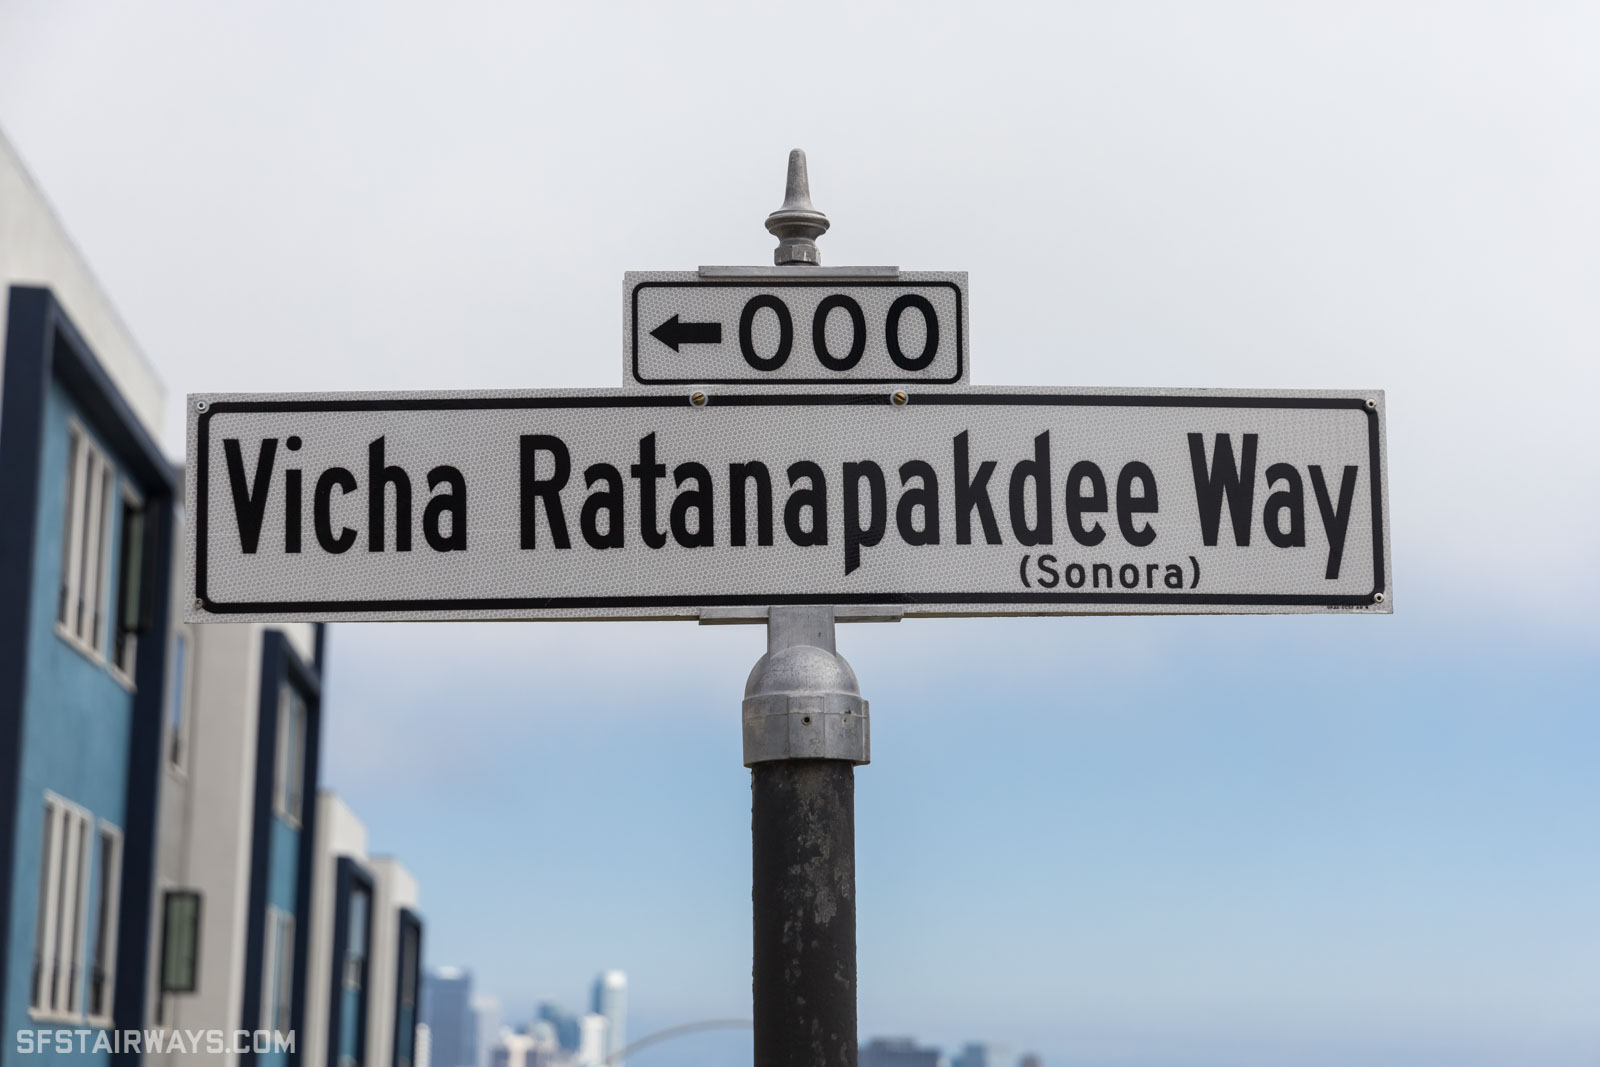 ←000
Vicha Ratanapakdee Way
(Sonora)
SFSTAIRWAYS.COM